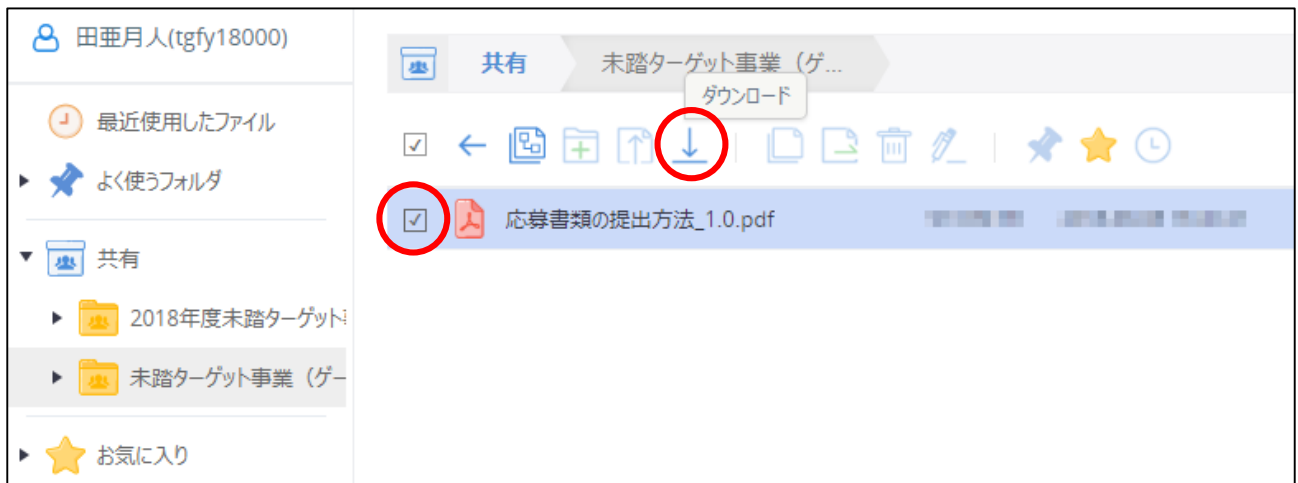 田亜月人(tgfy18000)
最近使用したファイル
よく使うフォルダ
共有
2018年度未踏ターゲット
未踏ターゲット事業（ゲー
お気に入り
共有
未踏ターゲット事業（ゲ...
ダウンロード
応募書類の提出方法_1.0.pdf